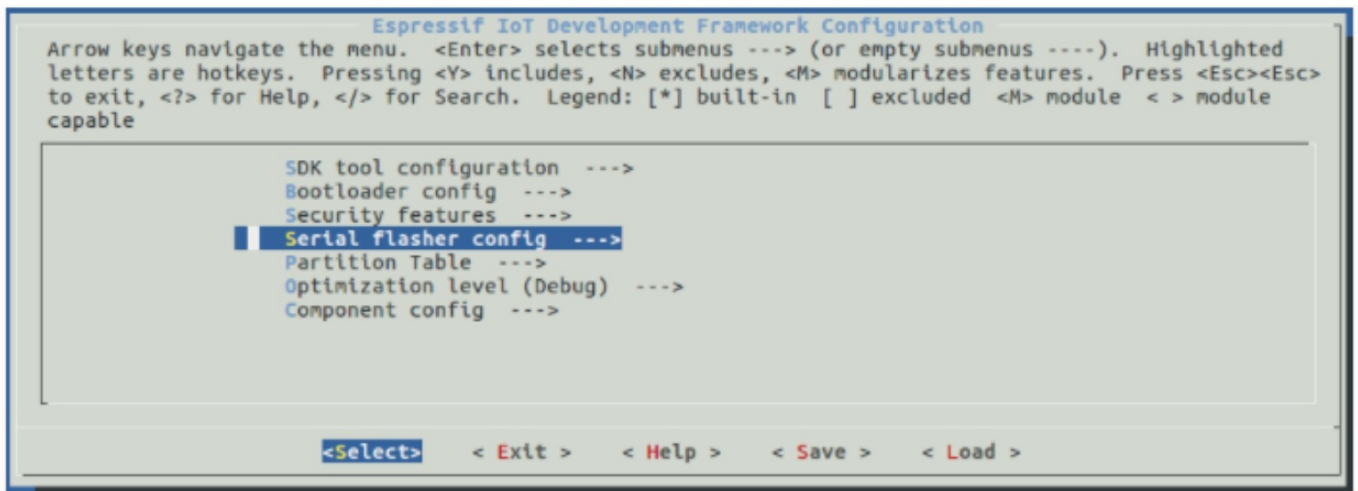 Espressif IoT Development Framework Configuration
Arrow keys navigate the menu.  <Enter> selects submenus ---> (or empty submenus ----).  Highlighted
letters are hotkeys.  Pressing <Y> includes, <N> excludes, <M> modularizes features.  Press <Esc><Esc>
to exit, <?> for Help, </> for Search.  Legend: [*] built-in  [ ] excluded  <M> module  < > module
capable
SDK tool configuration  --->
Bootloader config  --->
Security features  --->
Serial flasher config  --->
Partition Table  --->
Optimization level (Debug)  --->
Component config  --->
<Select>    < Exit >    < Help >    < Save >    < Load >